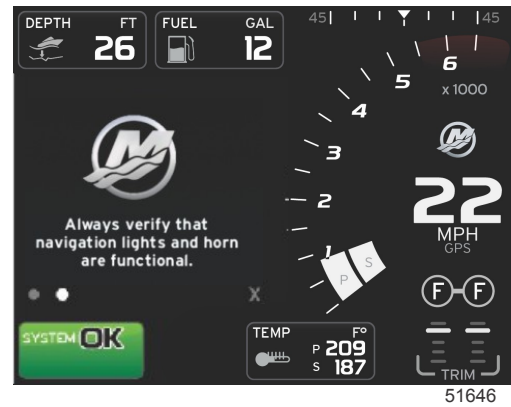 DEPTH FT
26
FUEL GAL
12
45 45
6
5
x 1000
4
3
2
1
P S
22
MPH
GPS
F F
Always verify that
navigation lights and horn
are functional.
X
SYSTEM OK
TEMP F°
P 209
S 187
TRIM
51646